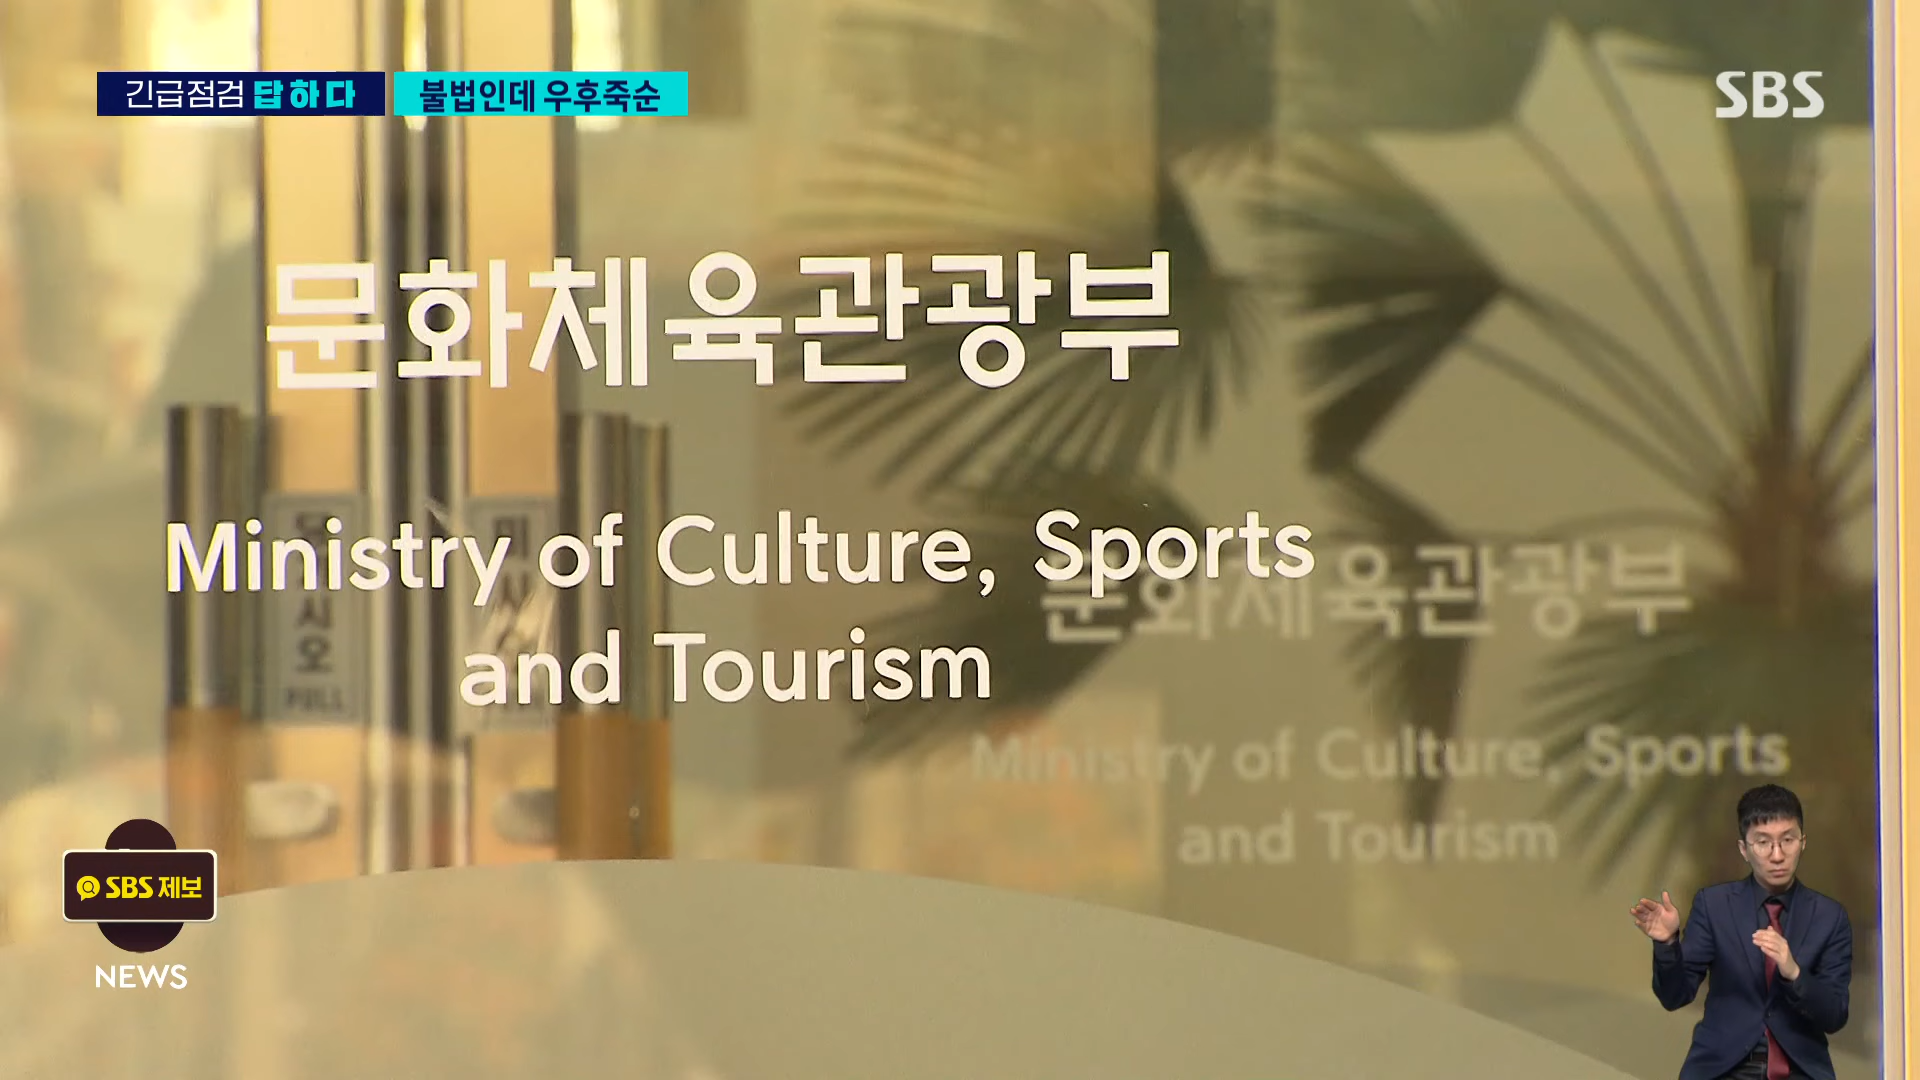 긴급점검 답하다 불법인데 우후죽순
SBS
문화체육관광부
Ministry of Culture, Sports
and Tourism
문화체육관광부
Ministry of Culture, Sports
and Tourism
PULL
SBS 제보
NEWS